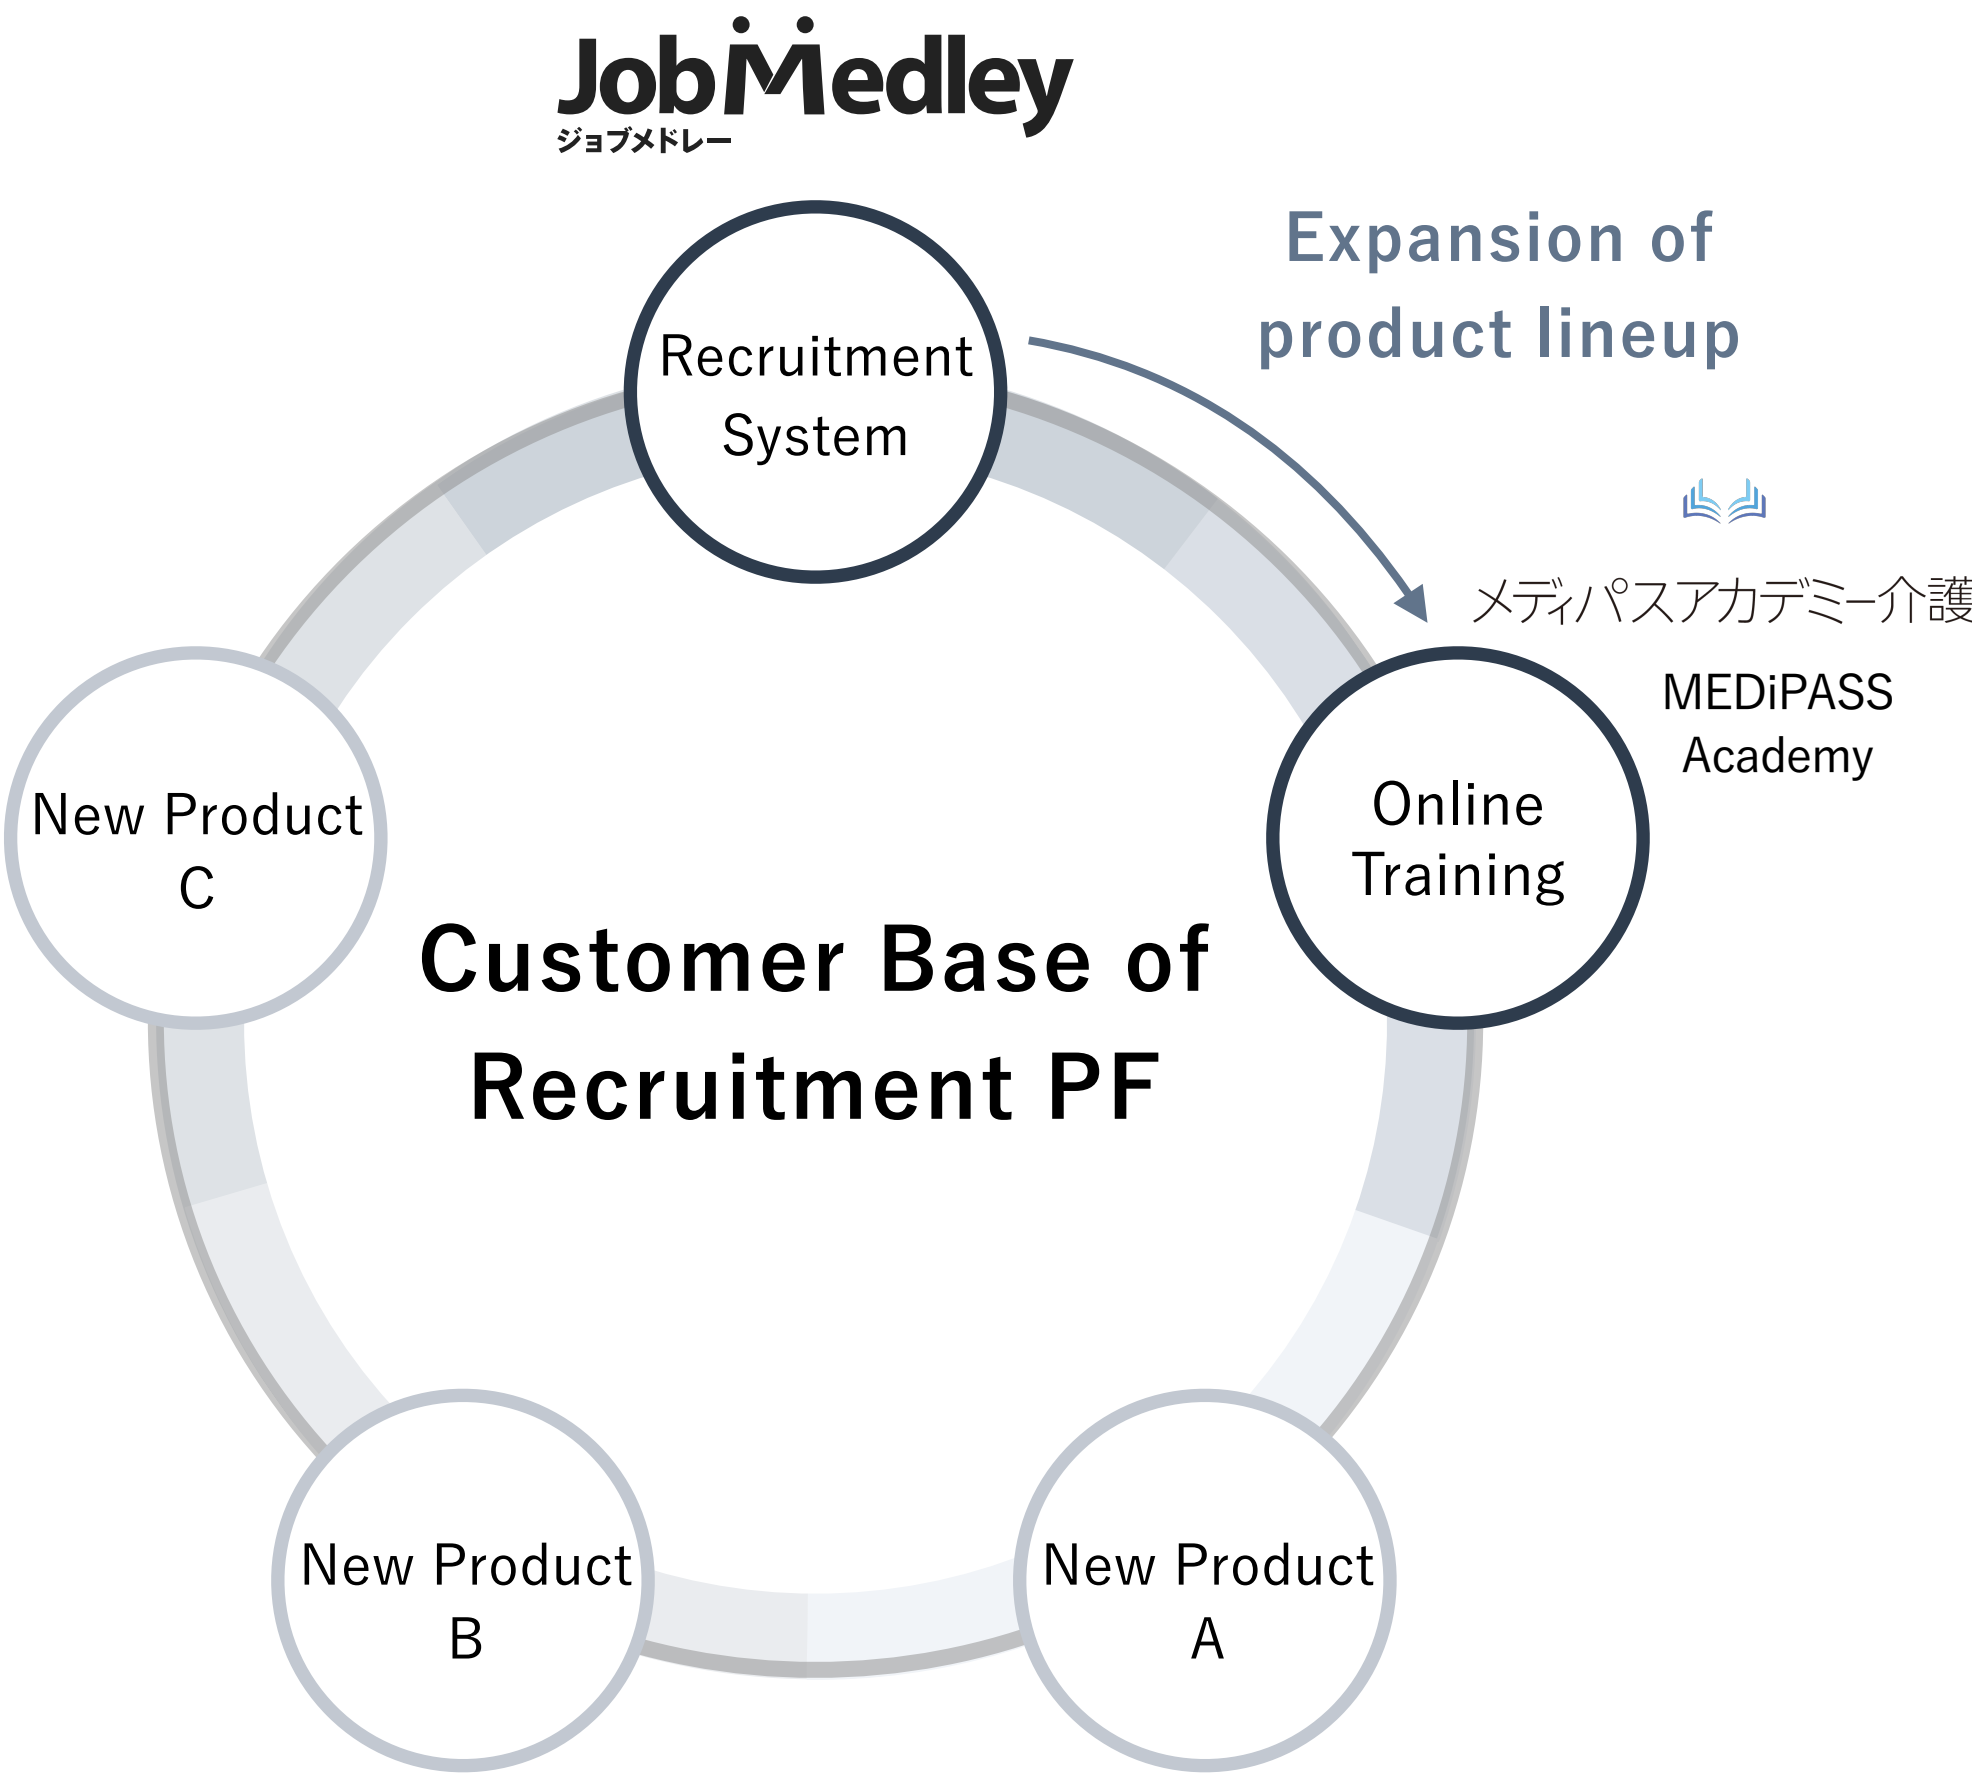 JobMedley
ジョブメドレー
Expansion of
product lineup
Recruitment
System
メディパスアカデミー介護
MEDiPASS
Academy
Online
Training
New Product
C
Customer Base of
Recruitment PF
New Product
B
New Product
A